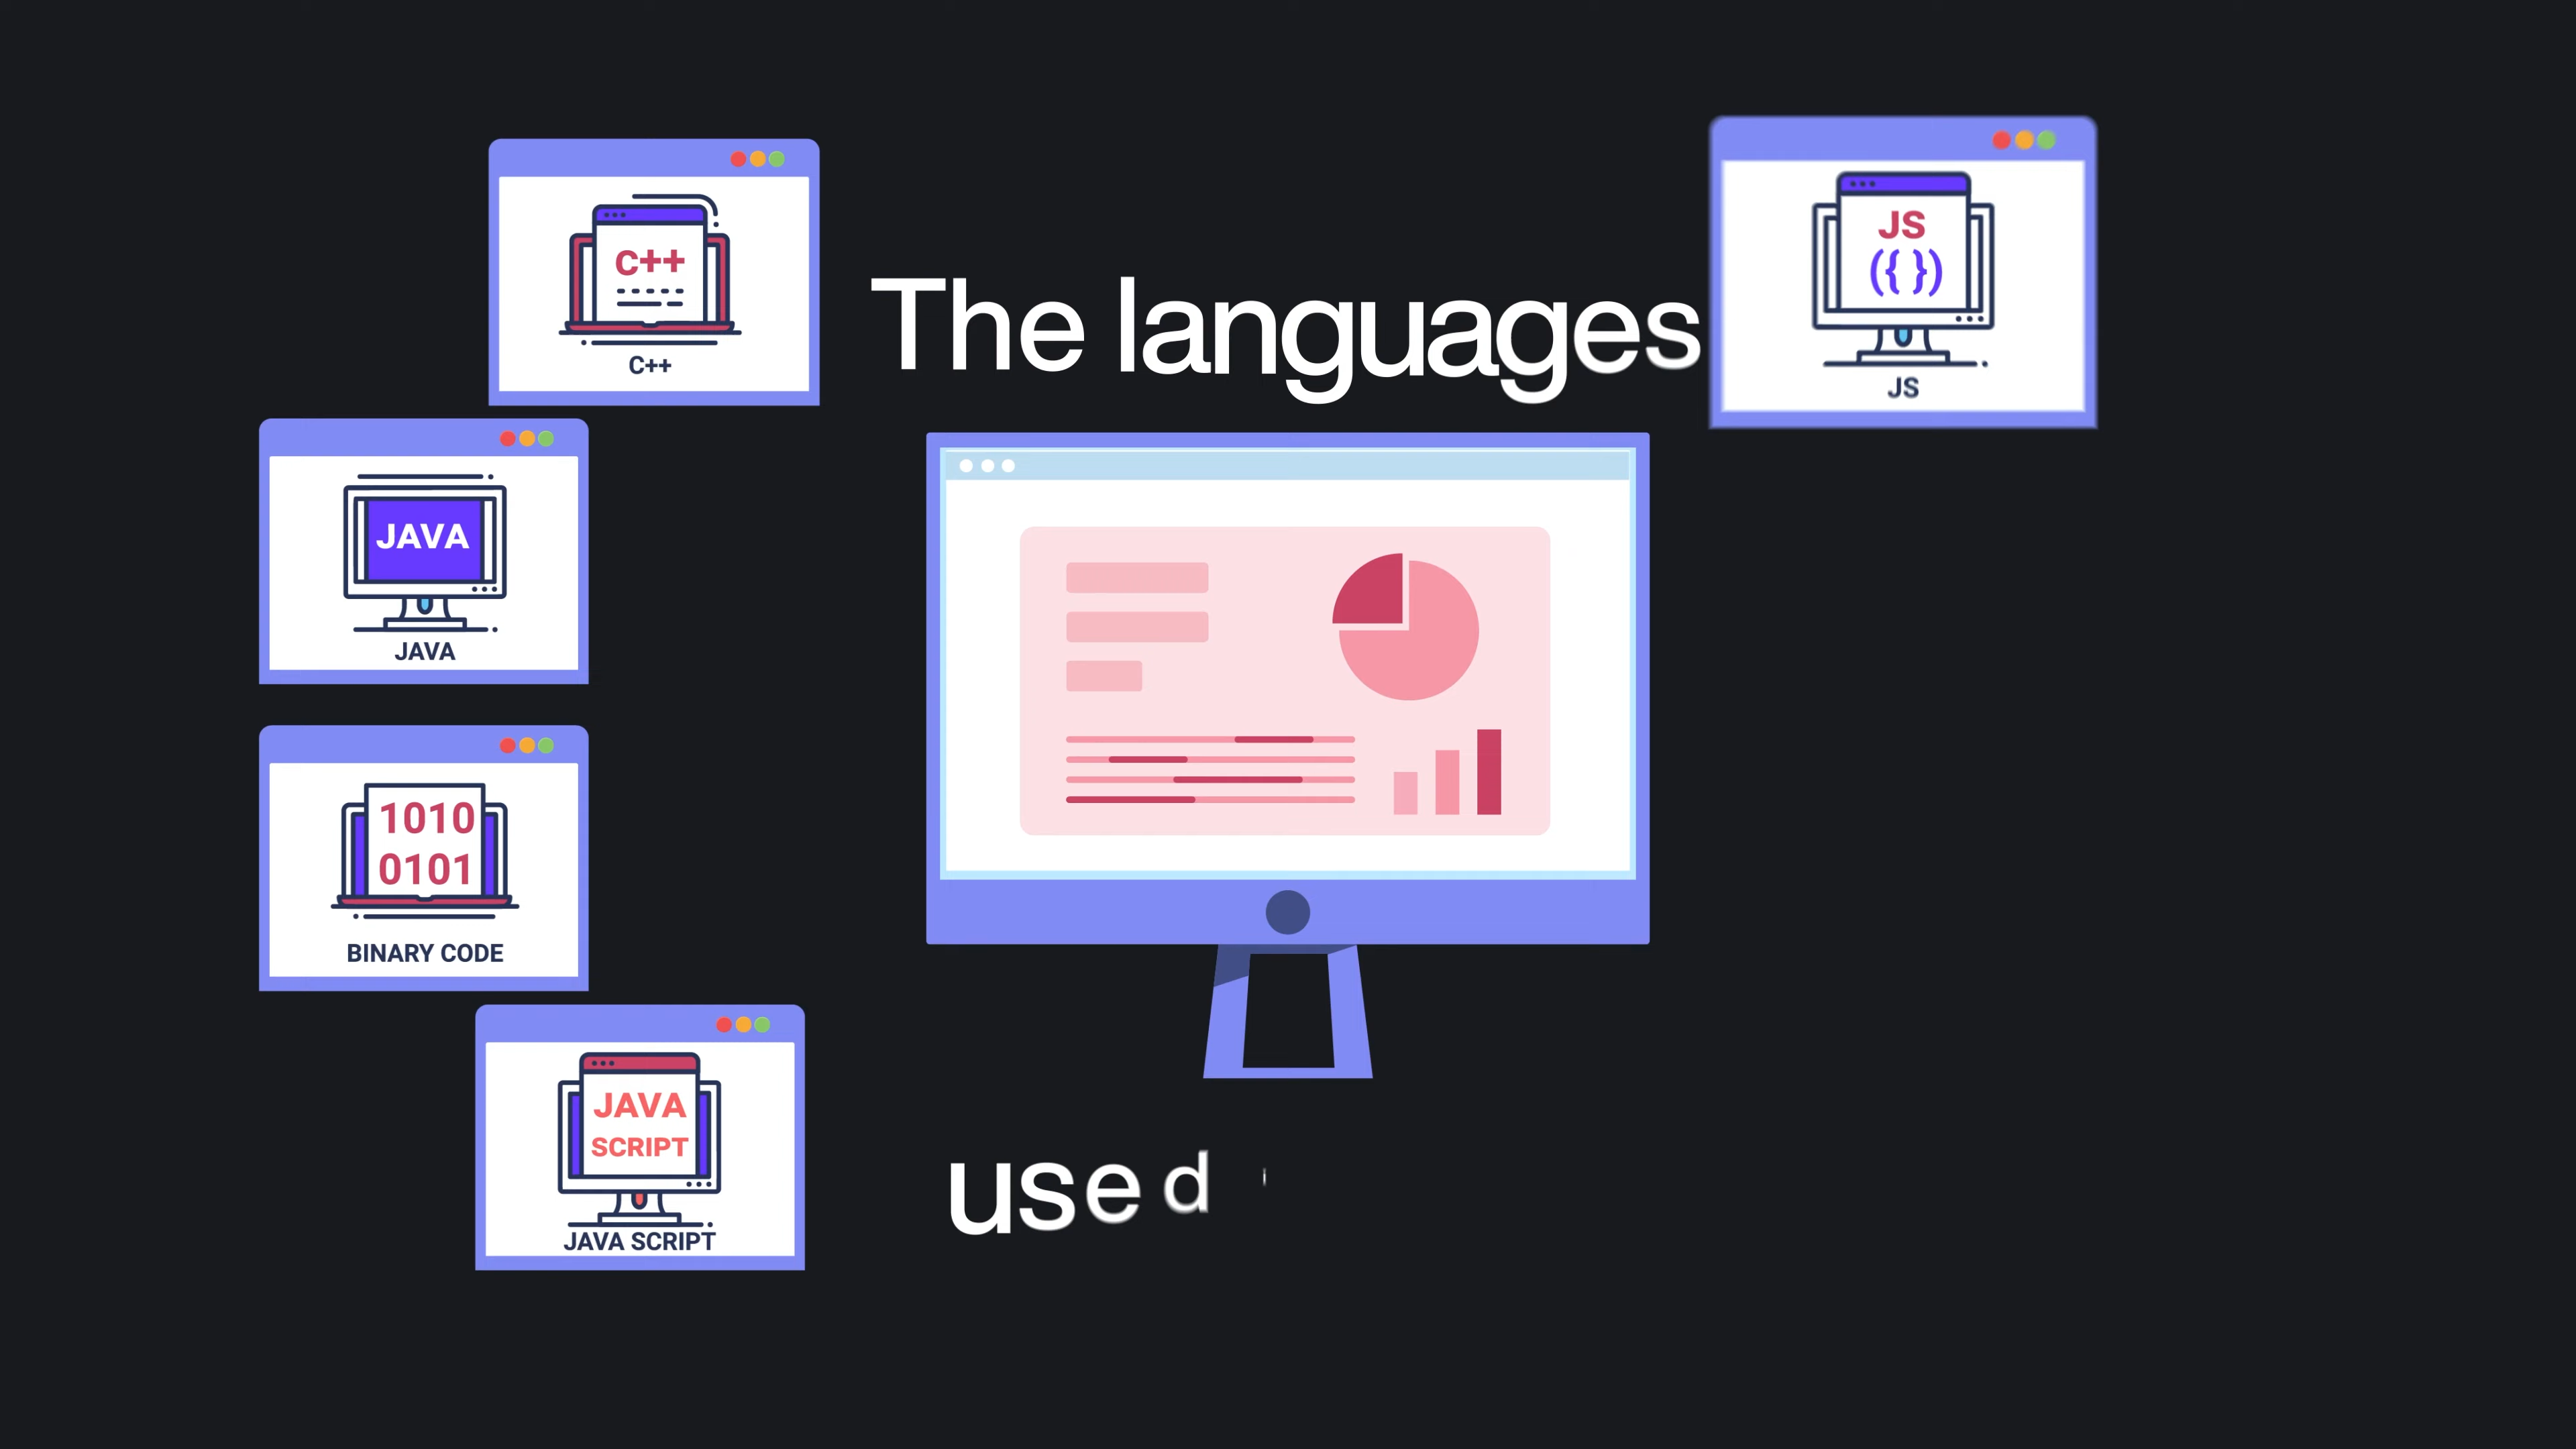 The languages
C++
C++
JS
({ })
JS
JAVA
JAVA
1010
0101
BINARY CODE
JAVA
SCRIPT
JAVA SCRIPT
used